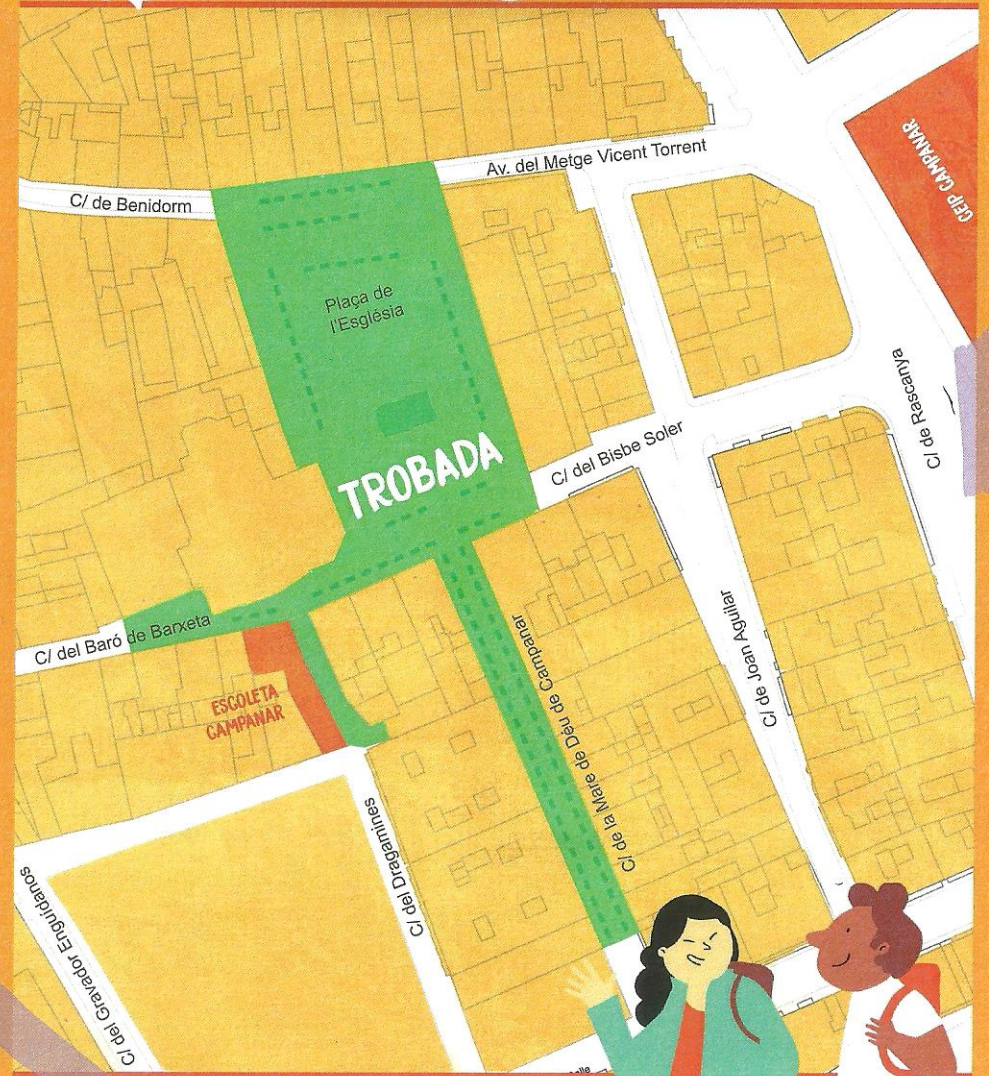 Av. del Metge Vicent Torrent
CEIP CAMPANAR
C/ de Benidorm
Plaça de
l'Església
C/ de Rascanya
TROBADA
C/ del Bisbe Soler
C/ del Baró de Barxeta
C/ de la Mare de Déu de Campanar
C/ de Joan Aguilar
ESCOLETA
CAMPANAR
C/ del Dragamines
C/ del Gravador Enguidanos